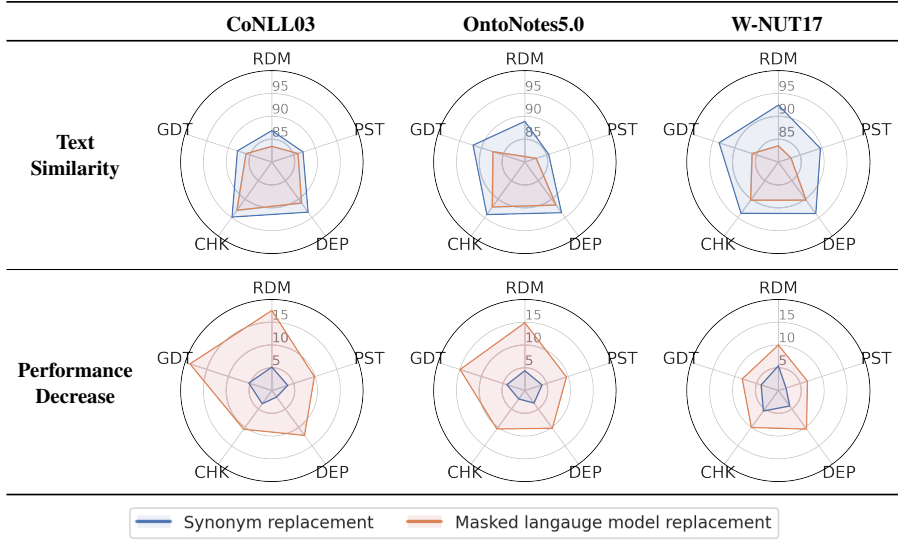 CoNLL03 OntoNotes5.0 W-NUT17
RDM RDM RDM
95 95 95
90 90 90
GDT 85 PST GDT 85 PST GDT 85 PST
Text
Similarity
CHK DEP CHK DEP CHK DEP
RDM RDM RDM
15 15 15
10 10 10
GDT 5 PST GDT 5 PST GDT 5 PST
Performance
Decrease
CHK DEP CHK DEP CHK DEP
Synonym replacement Masked langauge model replacement